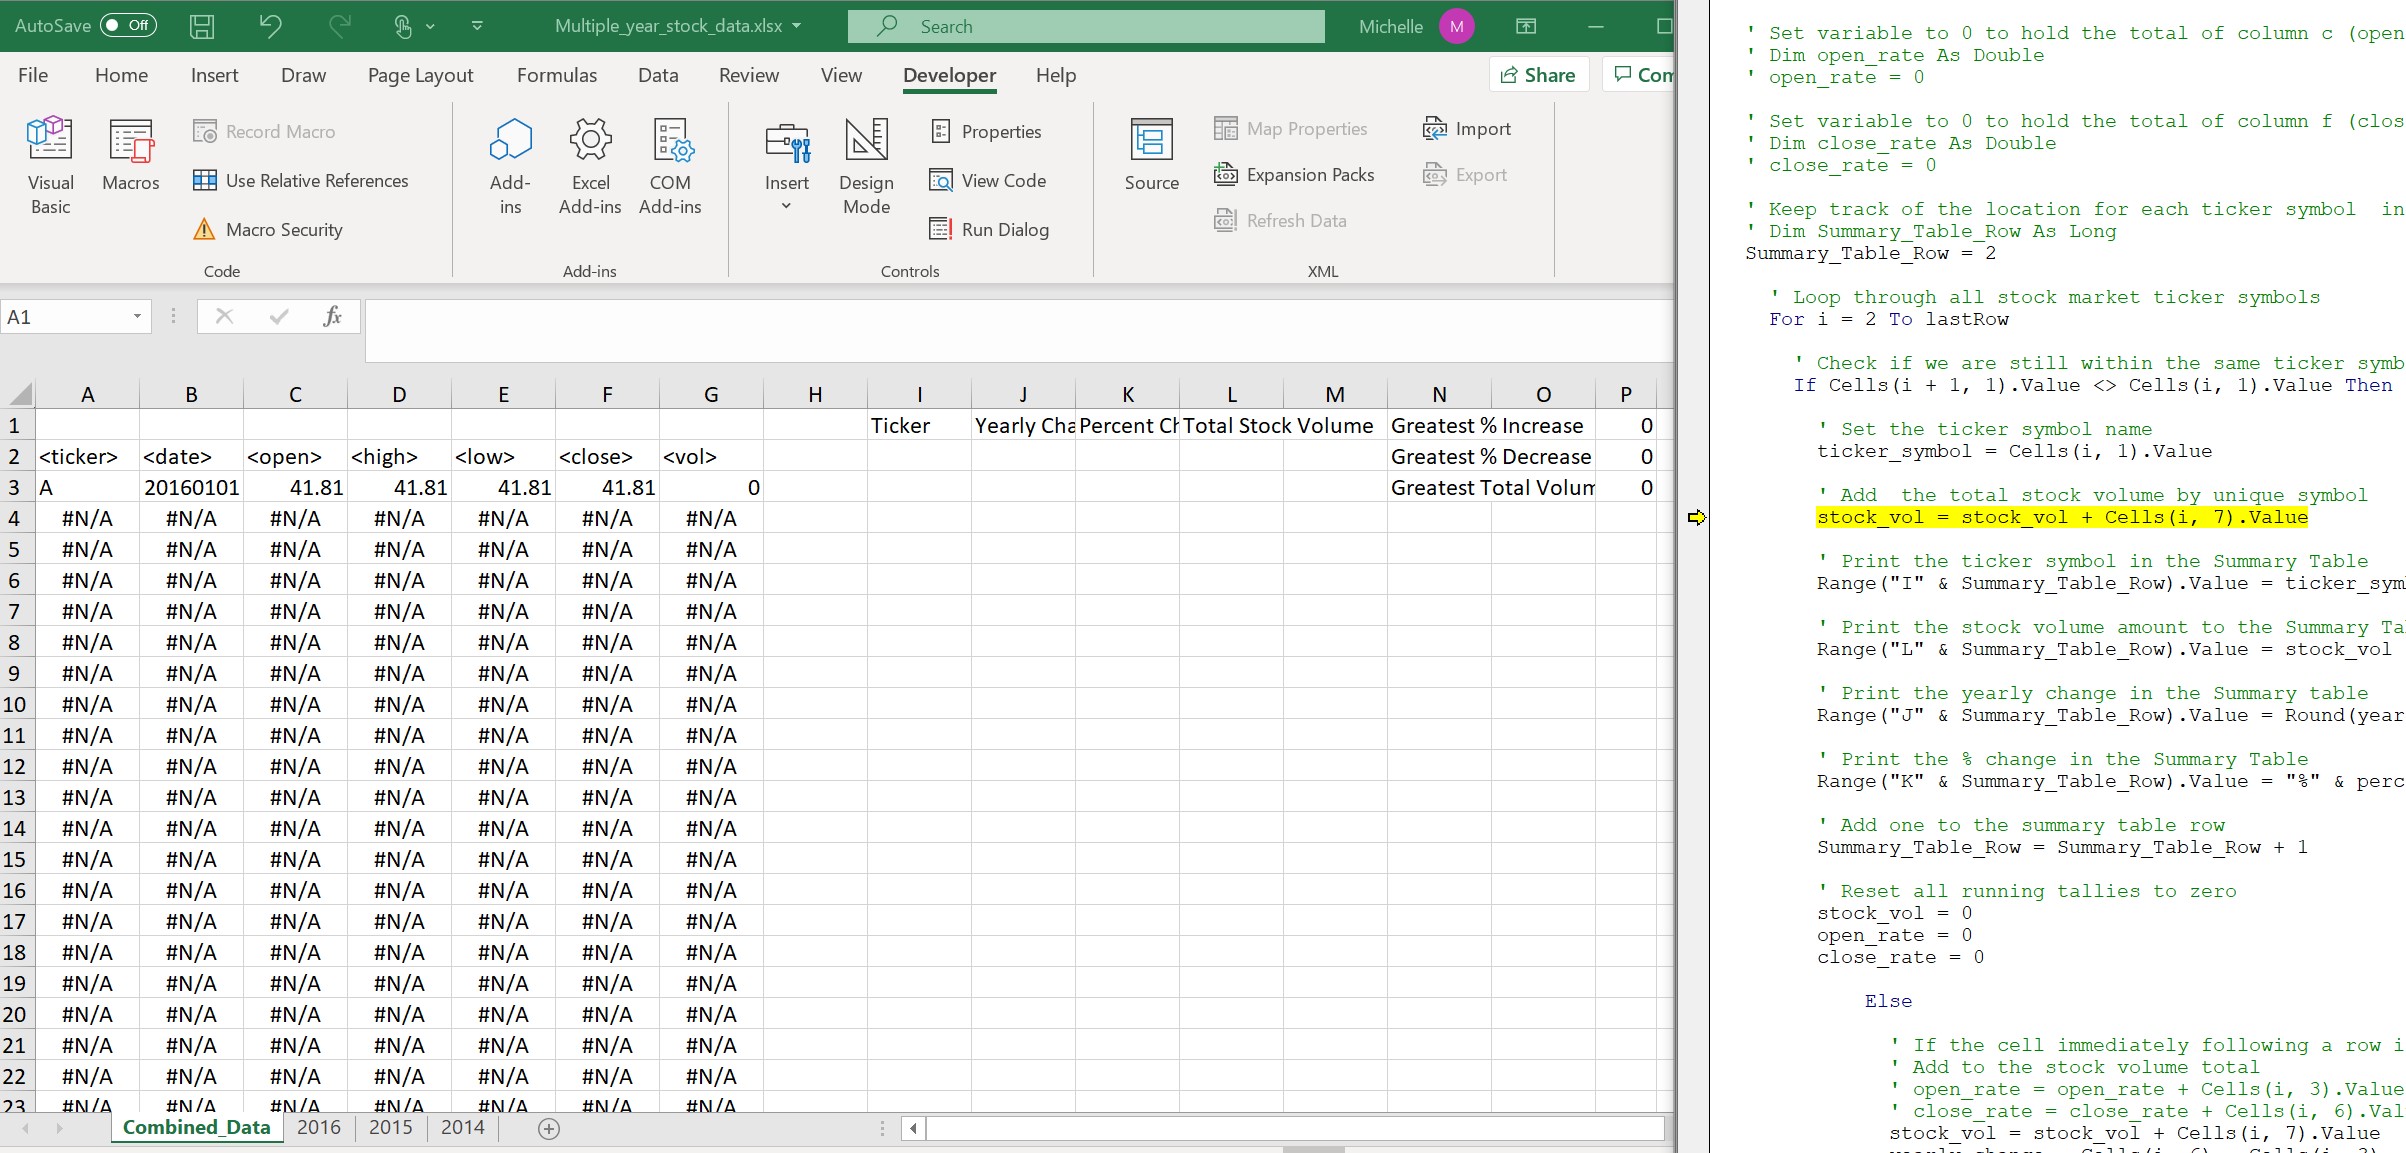 AutoSave Off Multiple_year_stock_data.xlsx Search Michelle M
File Home Insert Draw Page Layout Formulas Data Review View Developer Help Share
Visual Basic
Macros
Record Macro
Use Relative References
Macro Security
Code
Add-ins
Excel Add-ins
COM Add-ins
Add-ins
Insert
Design Mode
Properties
View Code
Run Dialog
Controls
Source
Map Properties
Expansion Packs
Refresh Data
Import
Export
XML
A1 fx
A B C D E F G H I J K L M N O P
1 Ticker Yearly Cha Percent Ch Total Stock Volume Greatest % Increase 0
2 <ticker> <date> <open> <high> <low> <close> <vol> Greatest % Decrease 0
3 A 20160101 41.81 41.81 41.81 41.81 0 Greatest Total Volum 0
4 #N/A #N/A #N/A #N/A #N/A #N/A #N/A
5 #N/A #N/A #N/A #N/A #N/A #N/A #N/A
6 #N/A #N/A #N/A #N/A #N/A #N/A #N/A
7 #N/A #N/A #N/A #N/A #N/A #N/A #N/A
8 #N/A #N/A #N/A #N/A #N/A #N/A #N/A
9 #N/A #N/A #N/A #N/A #N/A #N/A #N/A
10 #N/A #N/A #N/A #N/A #N/A #N/A #N/A
11 #N/A #N/A #N/A #N/A #N/A #N/A #N/A
12 #N/A #N/A #N/A #N/A #N/A #N/A #N/A
13 #N/A #N/A #N/A #N/A #N/A #N/A #N/A
14 #N/A #N/A #N/A #N/A #N/A #N/A #N/A
15 #N/A #N/A #N/A #N/A #N/A #N/A #N/A
16 #N/A #N/A #N/A #N/A #N/A #N/A #N/A
17 #N/A #N/A #N/A #N/A #N/A #N/A #N/A
18 #N/A #N/A #N/A #N/A #N/A #N/A #N/A
19 #N/A #N/A #N/A #N/A #N/A #N/A #N/A
20 #N/A #N/A #N/A #N/A #N/A #N/A #N/A
21 #N/A #N/A #N/A #N/A #N/A #N/A #N/A
22 #N/A #N/A #N/A #N/A #N/A #N/A #N/A
23 #N/A #N/A #N/A #N/A #N/A #N/A #N/A
Combined_Data 2016 2015 2014
' Set variable to 0 to hold the total of column c (open
' Dim open_rate As Double
' open_rate = 0
' Set variable to 0 to hold the total of column f (clos
' Dim close_rate As Double
' close_rate = 0
' Keep track of the location for each ticker symbol in
' Dim Summary_Table_Row As Long
Summary_Table_Row = 2
' Loop through all stock market ticker symbols
For i = 2 To lastRow
' Check if we are still within the same ticker symb
If Cells(i + 1, 1).Value <> Cells(i, 1).Value Then
' Set the ticker symbol name
ticker_symbol = Cells(i, 1).Value
' Add the total stock volume by unique symbol
stock_vol = stock_vol + Cells(i, 7).Value
' Print the ticker symbol in the Summary Table
Range("I" & Summary_Table_Row).Value = ticker_sym
' Print the stock volume amount to the Summary Ta
Range("L" & Summary_Table_Row).Value = stock_vol
' Print the yearly change in the Summary table
Range("J" & Summary_Table_Row).Value = Round(year
' Print the % change in the Summary Table
Range("K" & Summary_Table_Row).Value = "%" & perc
' Add one to the summary table row
Summary_Table_Row = Summary_Table_Row + 1
' Reset all running tallies to zero
stock_vol = 0
open_rate = 0
close_rate = 0
Else
' If the cell immediately following a row i
' Add to the stock volume total
' open_rate = open_rate + Cells(i, 3).Value
' close_rate = close_rate + Cells(i, 6).Val
stock_vol = stock_vol + Cells(i, 7).Value